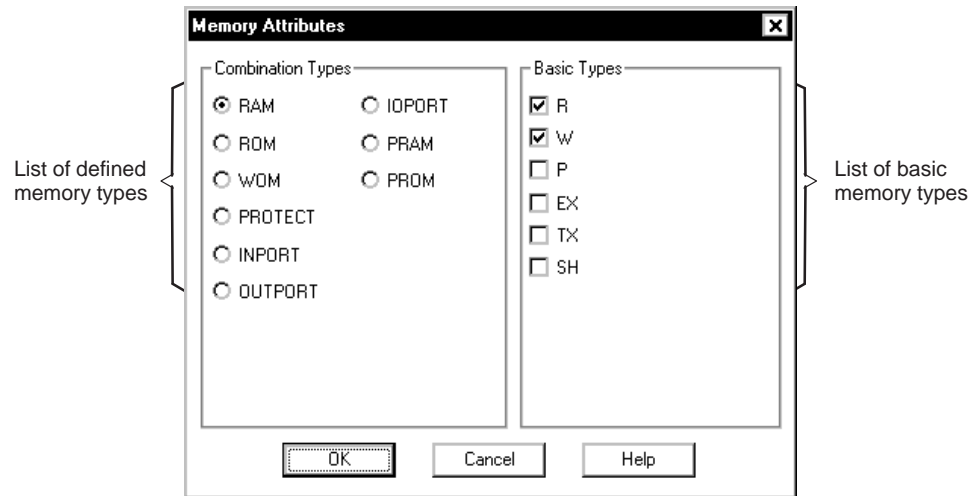 Memory Attributes
Combination Types
RAM
ROM
WOM
PROTECT
INPORT
OUTPORT
IOPORT
PRAM
PROM
Basic Types
R
W
P
EX
TX
SH
List of defined
memory types
List of basic
memory types
OK
Cancel
Help